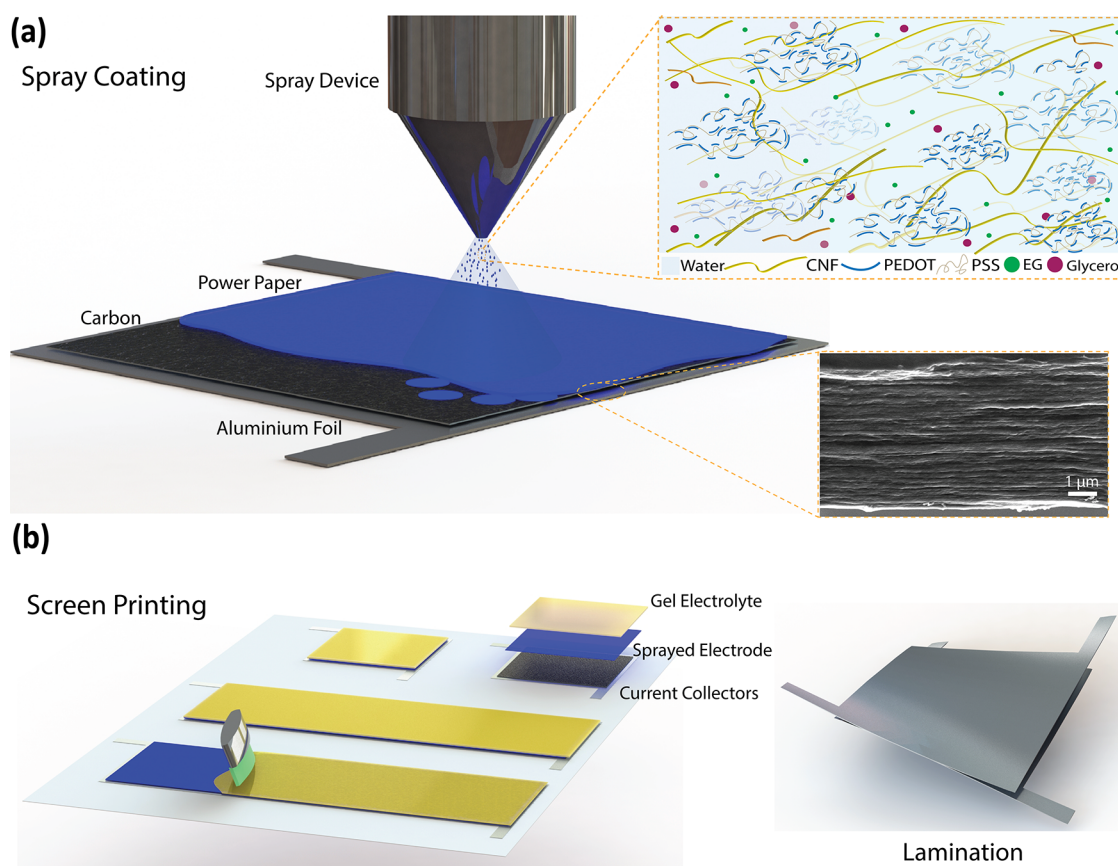 (a)
Spray Coating
Spray Device
Power Paper
Carbon
Aluminium Foil
Water CNF PEDOT PSS EG Glycero
1 μm
(b)
Screen Printing
Gel Electrolyte
Sprayed Electrode
Current Collectors
Lamination